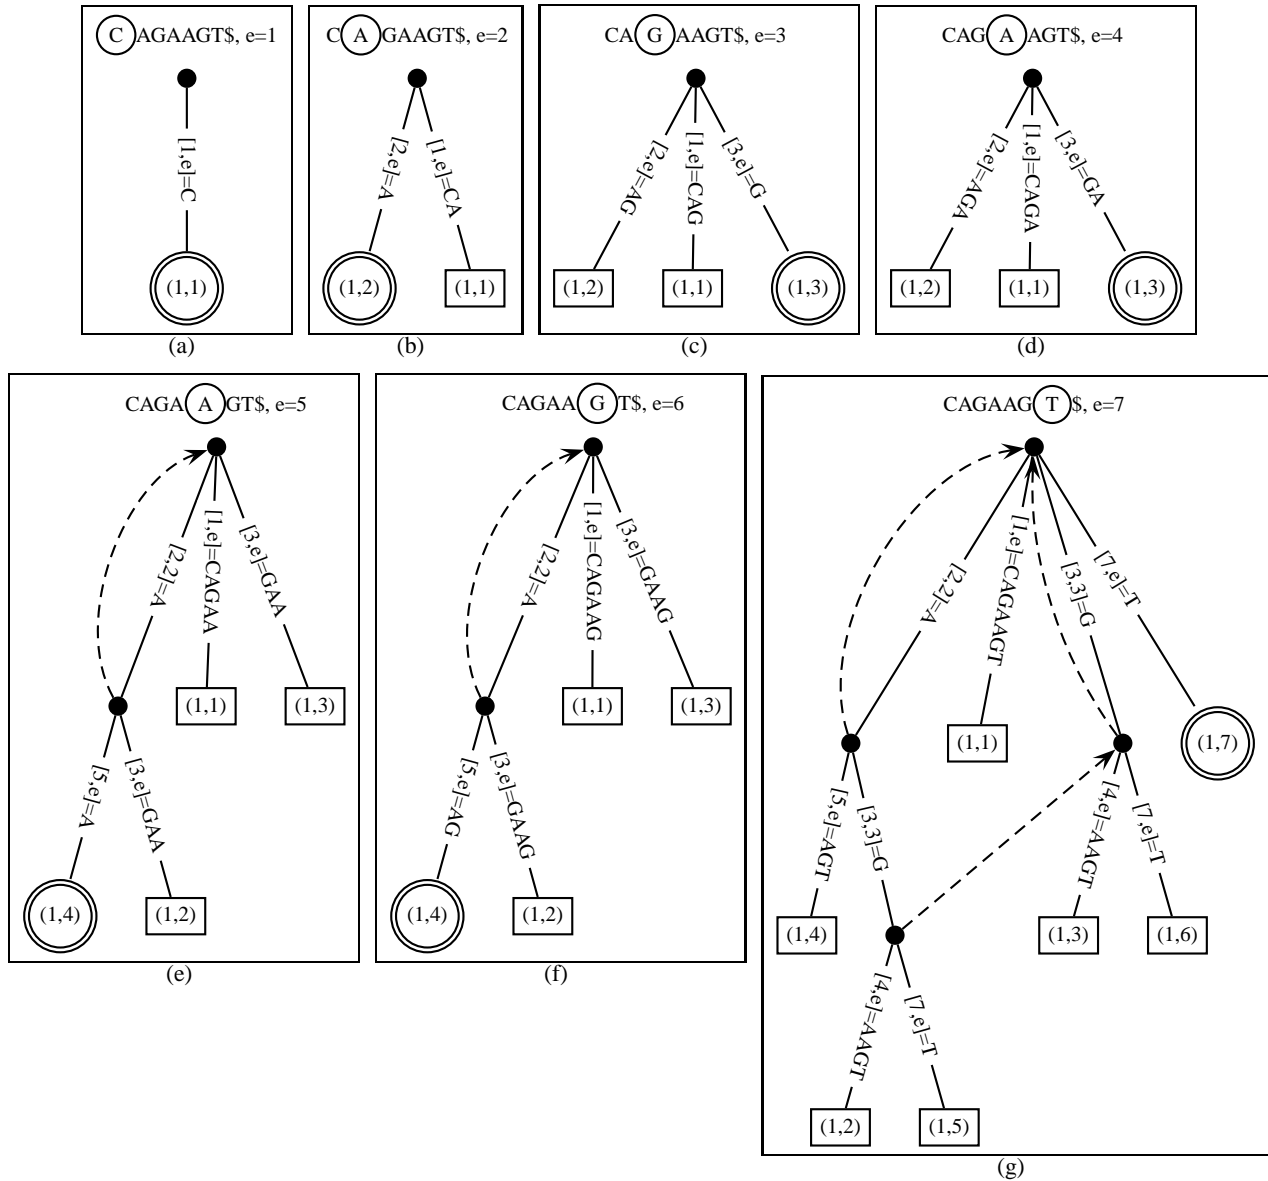 CAGAAGT$, e=1
[1,e]=C
(1,1)
(a)
CAGAAGT$, e=2
[2,e]=A
[1,e]=CA
(1,2)
(1,1)
(b)
CAGAAGT$, e=3
[2,e]=AG
[1,e]=CAG
[3,e]=G
(1,2)
(1,1)
(1,3)
(c)
CAGAAGT$, e=4
[2,e]=AGA
[1,e]=CAGA
[3,e]=GA
(1,2)
(1,1)
(1,3)
(d)
CAGAAGT$, e=5
[2,2]=A
[1,e]=CAGAA
[3,e]=GAA
(1,1)
(1,3)
[5,e]=A
[3,e]=GAA
(1,4)
(1,2)
(e)
CAGAAGT$, e=6
[2,2]=A
[1,e]=CAGAAG
[3,e]=GAAG
(1,1)
(1,3)
[5,e]=AG
[3,e]=GAAG
(1,4)
(1,2)
(f)
CAGAAGT$, e=7
[2,2]=A
[1,e]=CAGAAGT
[3,3]=G
[7,e]=T
(1,1)
(1,7)
[5,e]=AGT
[3,3]=G
[4,e]=AAGT
[7,e]=T
(1,4)
(1,3)
(1,6)
[4,e]=AAGT
[7,e]=T
(1,2)
(1,5)
(g)